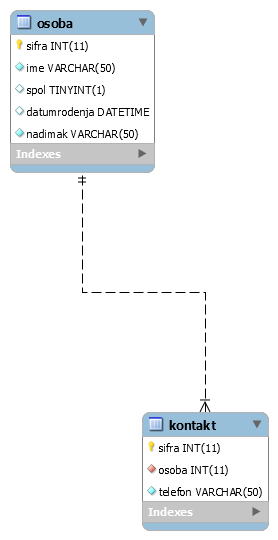 osoba
sifra INT(11)
ime VARCHAR(50)
spol TINYINT(1)
datumrodenja DATETIME
nadimak VARCHAR(50)
Indexes
kontakt
sifra INT(11)
osoba INT(11)
telefon VARCHAR(50)
Indexes